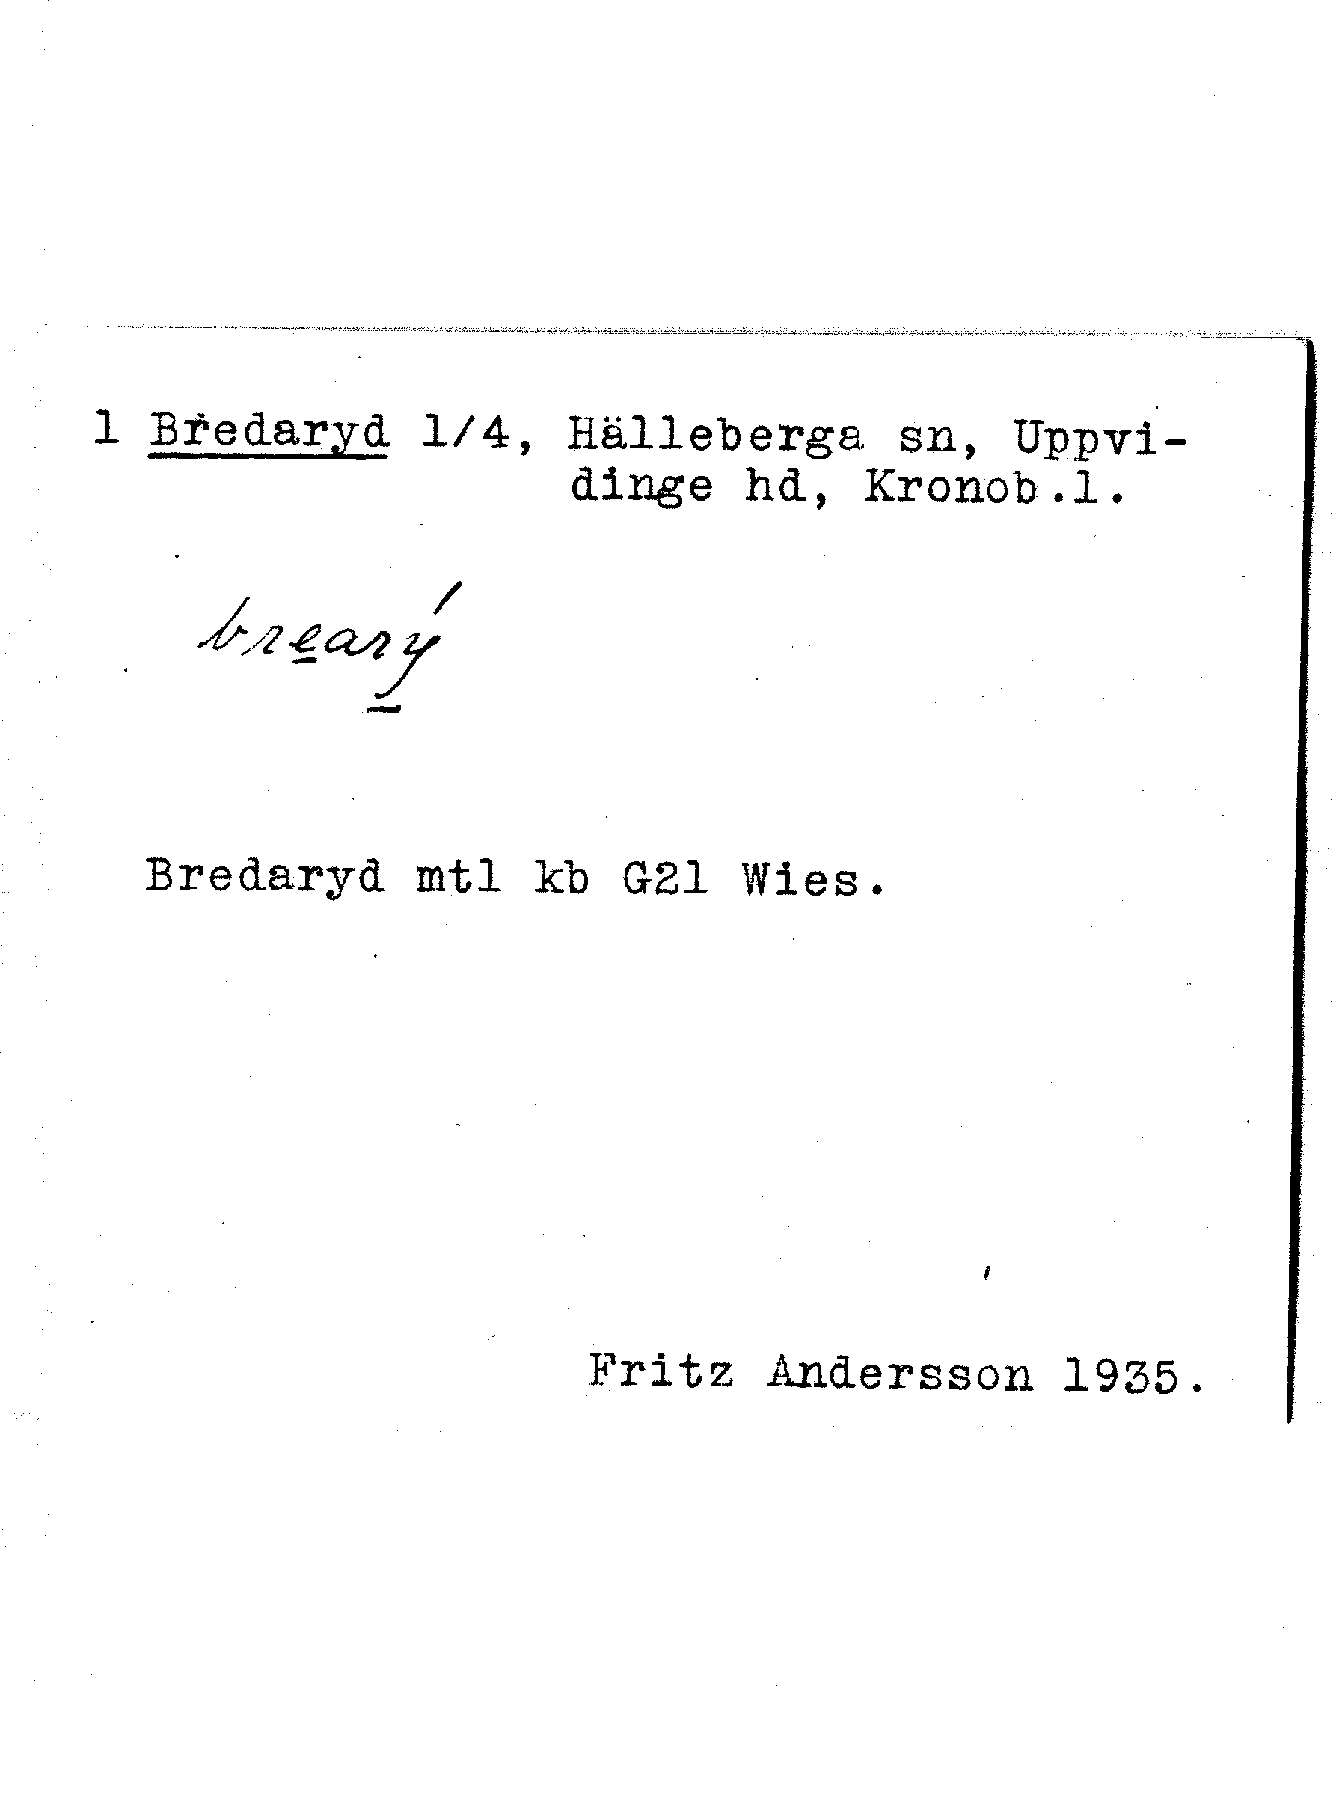 1 Bredaryd 1/4, Hälleberga sn, Uppvi-
dinge hd, Kronob.l.
brearý
Bredaryd mtl kb G21 Wies.
Fritz Andersson 1935.